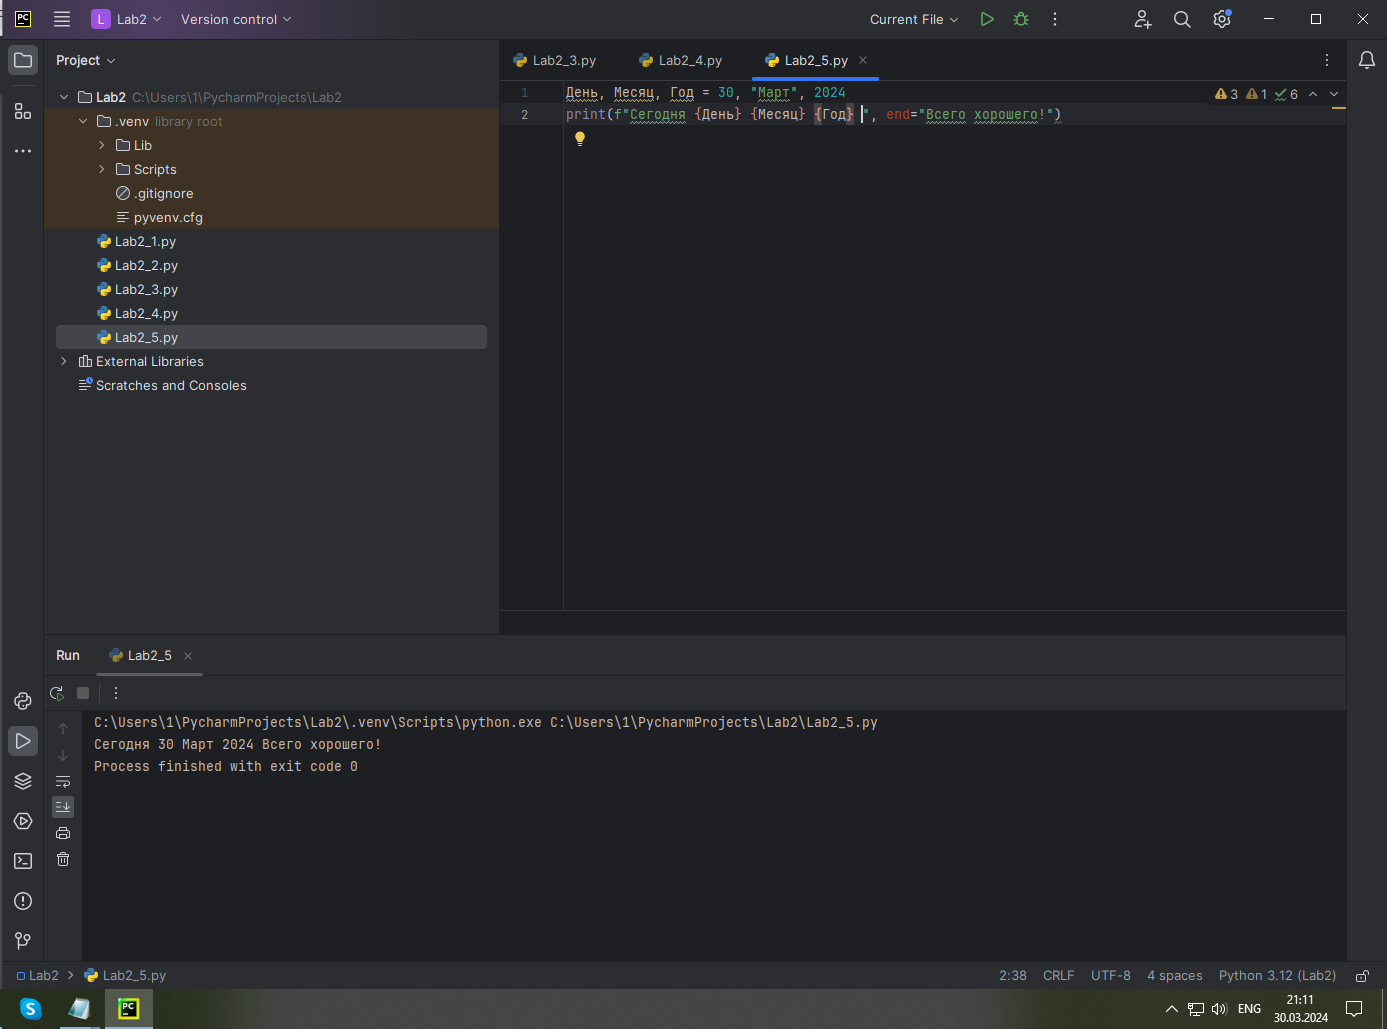 PC
L Lab2 Version control Current File
Project
Lab2_3.py Lab2_4.py Lab2_5.py
Lab2 C:\Users\1\PycharmProjects\Lab2
.venv library root
Lib
Scripts
.gitignore
pyvenv.cfg
Lab2_1.py
Lab2_2.py
Lab2_3.py
Lab2_4.py
Lab2_5.py
External Libraries
Scratches and Consoles
1 День, Месяц, Год = 30, "Март", 2024
3 1 6
2 print(f"Сегодня {День} {Месяц} {Год} ", end="Всего хорошего!")
Run Lab2_5
C:\Users\1\PycharmProjects\Lab2\.venv\Scripts\python.exe C:\Users\1\PycharmProjects\Lab2\Lab2_5.py
Сегодня 30 Март 2024 Всего хорошего!
Process finished with exit code 0
Lab2 Lab2_5.py 2:38 CRLF UTF-8 4 spaces Python 3.12 (Lab2)
S PC ENG 21:11
30.03.2024